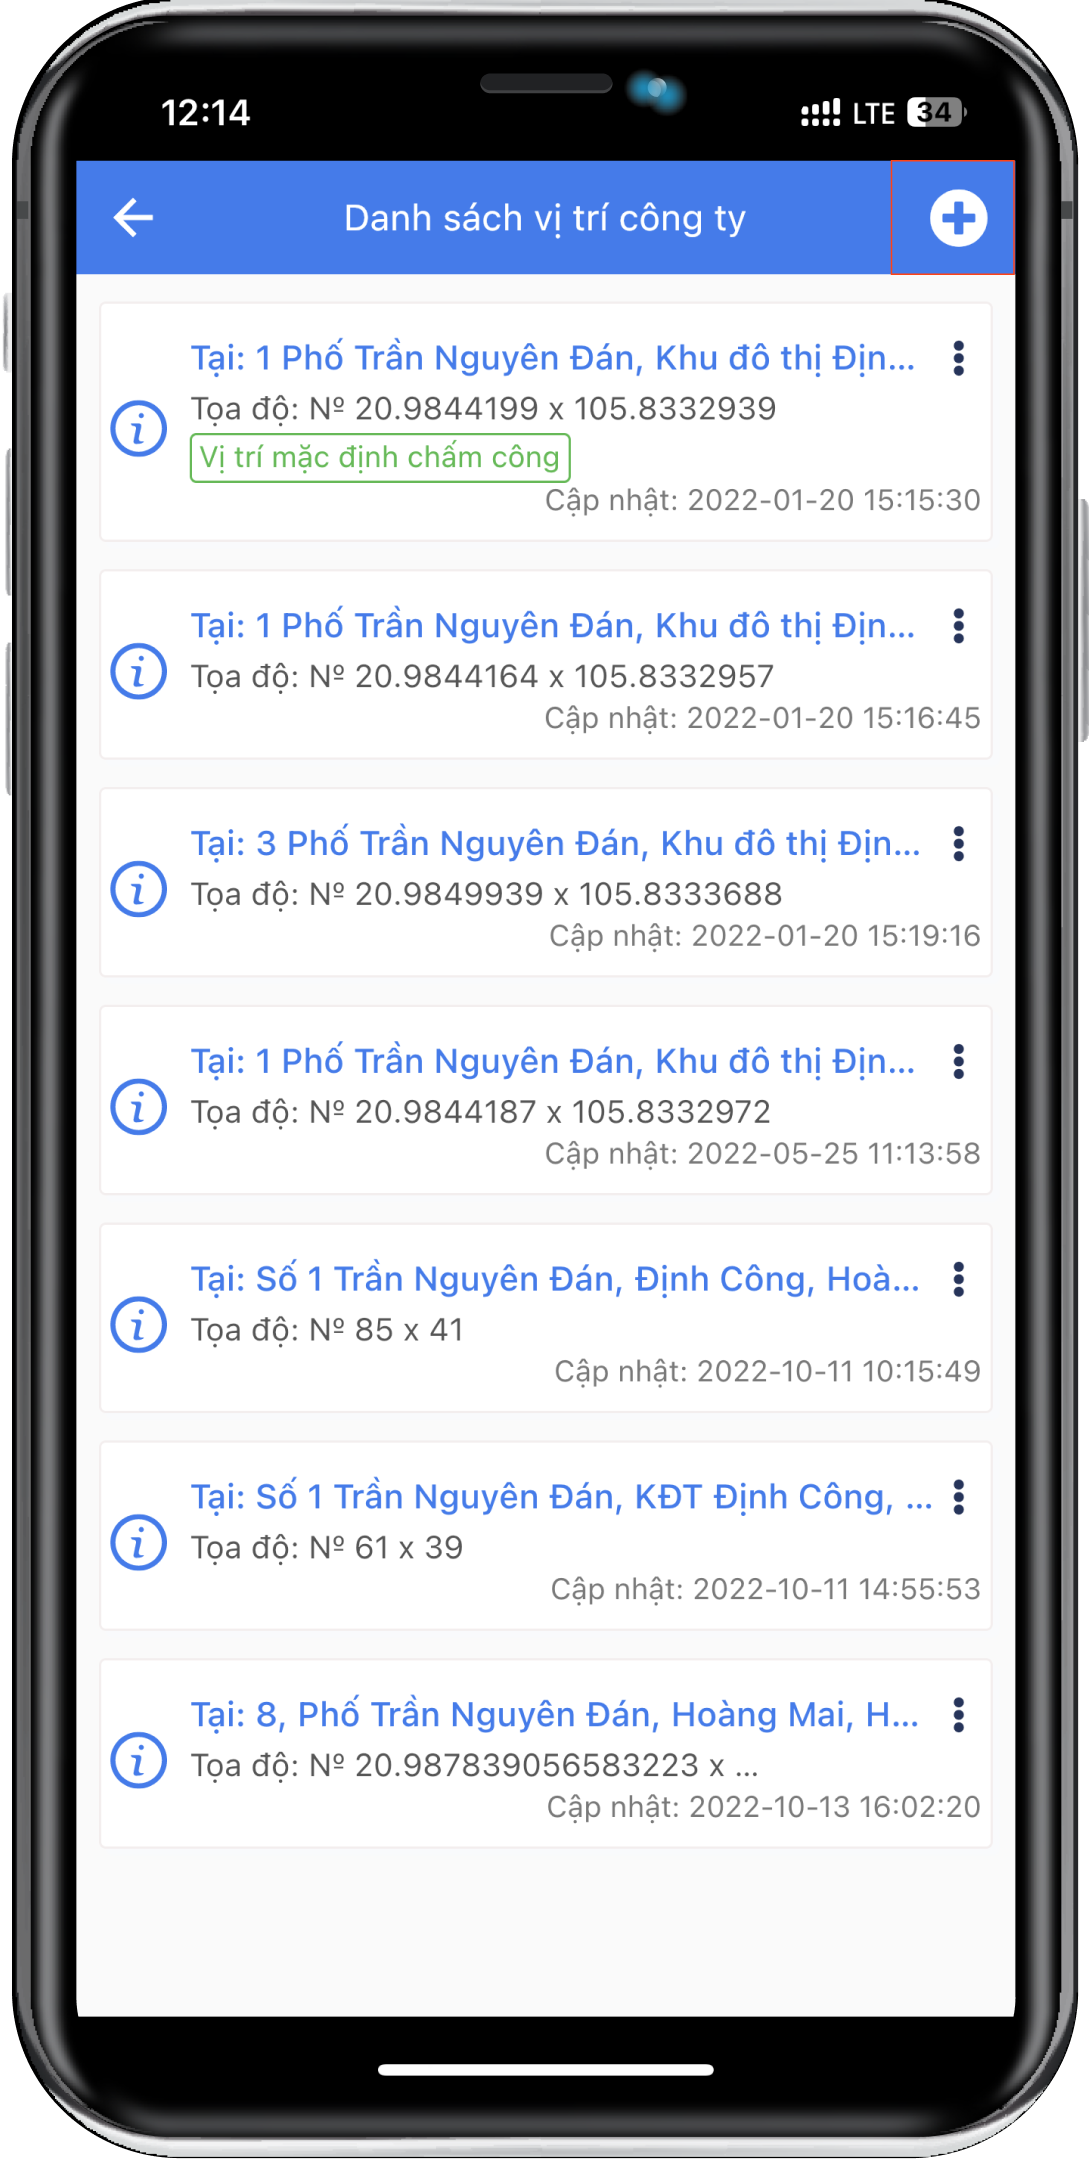 12:14
LTE 34
Danh sách vị trí công ty
Tại: 1 Phố Trần Nguyên Đán, Khu đô thị Địn...
Tọa độ: Nº 20.9844199 x 105.8332939
Vị trí mặc định chấm công
Cập nhật: 2022-01-20 15:15:30
Tại: 1 Phố Trần Nguyên Đán, Khu đô thị Địn...
Tọa độ: Nº 20.9844164 x 105.8332957
Cập nhật: 2022-01-20 15:16:45
Tại: 3 Phố Trần Nguyên Đán, Khu đô thị Địn...
Tọa độ: Nº 20.9849939 x 105.8333688
Cập nhật: 2022-01-20 15:19:16
Tại: 1 Phố Trần Nguyên Đán, Khu đô thị Địn...
Tọa độ: Nº 20.9844187 x 105.8332972
Cập nhật: 2022-05-25 11:13:58
Tại: Số 1 Trần Nguyên Đán, Định Công, Hoà...
Tọa độ: Nº 85 x 41
Cập nhật: 2022-10-11 10:15:49
Tại: Số 1 Trần Nguyên Đán, KĐT Định Công, ...
Tọa độ: Nº 61 x 39
Cập nhật: 2022-10-11 14:55:53
Tại: 8, Phố Trần Nguyên Đán, Hoàng Mai, H...
Tọa độ: Nº 20.987839056583223 x ...
Cập nhật: 2022-10-13 16:02:20